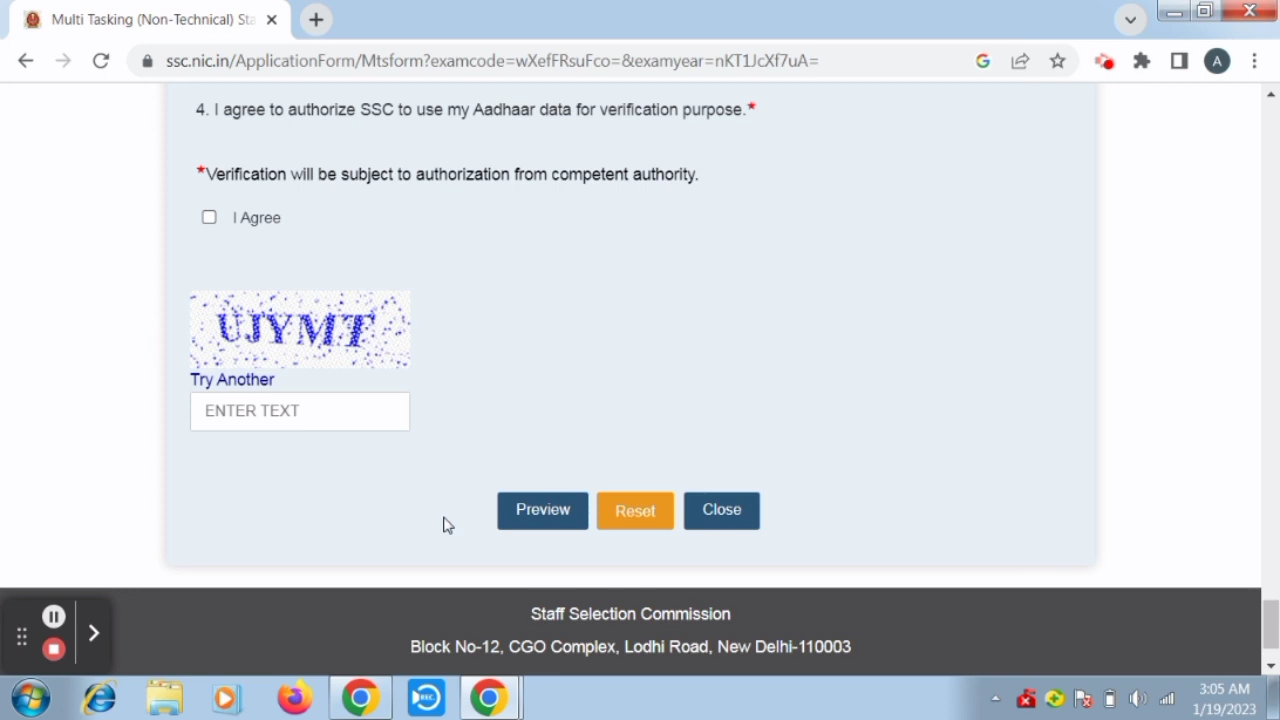 Multi Tasking (Non-Technical) Sta
ssc.nic.in/ApplicationForm/Mtsform?examcode=wXefFRsuFco=&examyear=nKT1JcXf7uA=
A
4. I agree to authorize SSC to use my Aadhaar data for verification purpose.*
*Verification will be subject to authorization from competent authority.
I Agree
UJYMT
Try Another
ENTER TEXT
Preview Reset Close
Staff Selection Commission
Block No-12, CGO Complex, Lodhi Road, New Delhi-110003
3:05 AM
1/19/2023